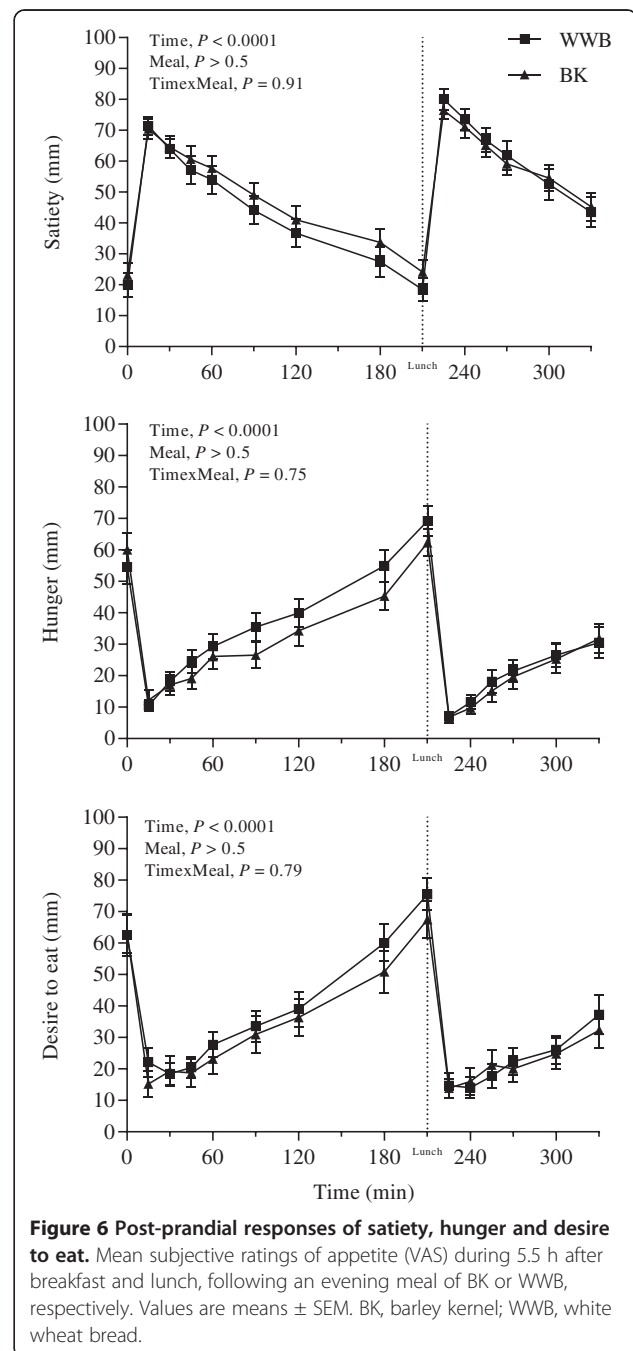 WWB
BK
Time, P < 0.0001
Meal, P > 0.5
TimexMeal, P = 0.91
Satiety (mm)
100
90
80
70
60
50
40
30
20
10
0
0 60 120 180 Lunch 240 300
Time, P < 0.0001
Meal, P > 0.5
TimexMeal, P = 0.75
Hunger (mm)
100
90
80
70
60
50
40
30
20
10
0
0 60 120 180 Lunch 240 300
Time, P < 0.0001
Meal, P > 0.5
TimexMeal, P = 0.79
Desire to eat (mm)
100
90
80
70
60
50
40
30
20
10
0
0 60 120 180 Lunch 240 300
Time (min)
Figure 6 Post-prandial responses of satiety, hunger and desire
to eat. Mean subjective ratings of appetite (VAS) during 5.5 h after
breakfast and lunch, following an evening meal of BK or WWB,
respectively. Values are means ± SEM. BK, barley kernel; WWB, white
wheat bread.